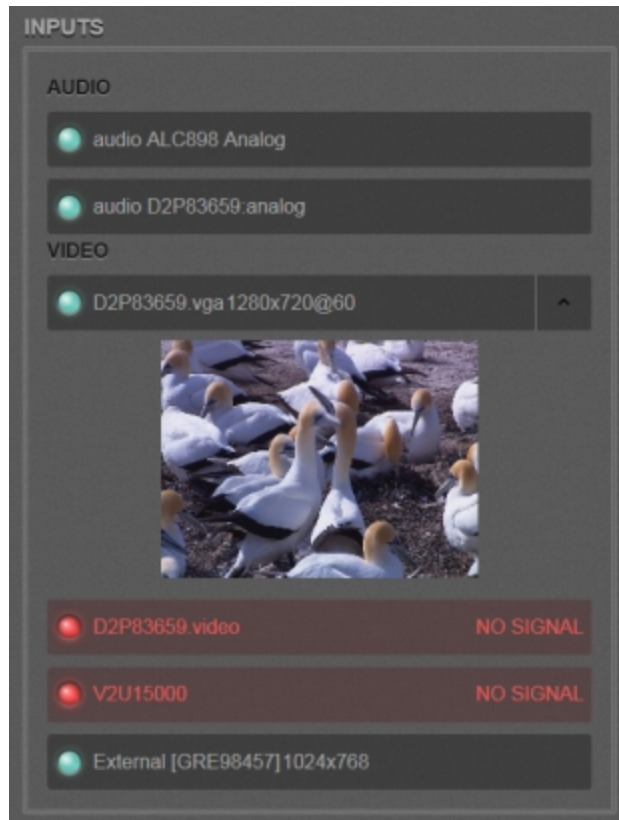 INPUTS
AUDIO
audio ALC898 Analog
audio D2P83659:analog
VIDEO
D2P83659.vga 1280x720@60
D2P83659.video NO SIGNAL
V2U15000 NO SIGNAL
External [GRE98457] 1024x768